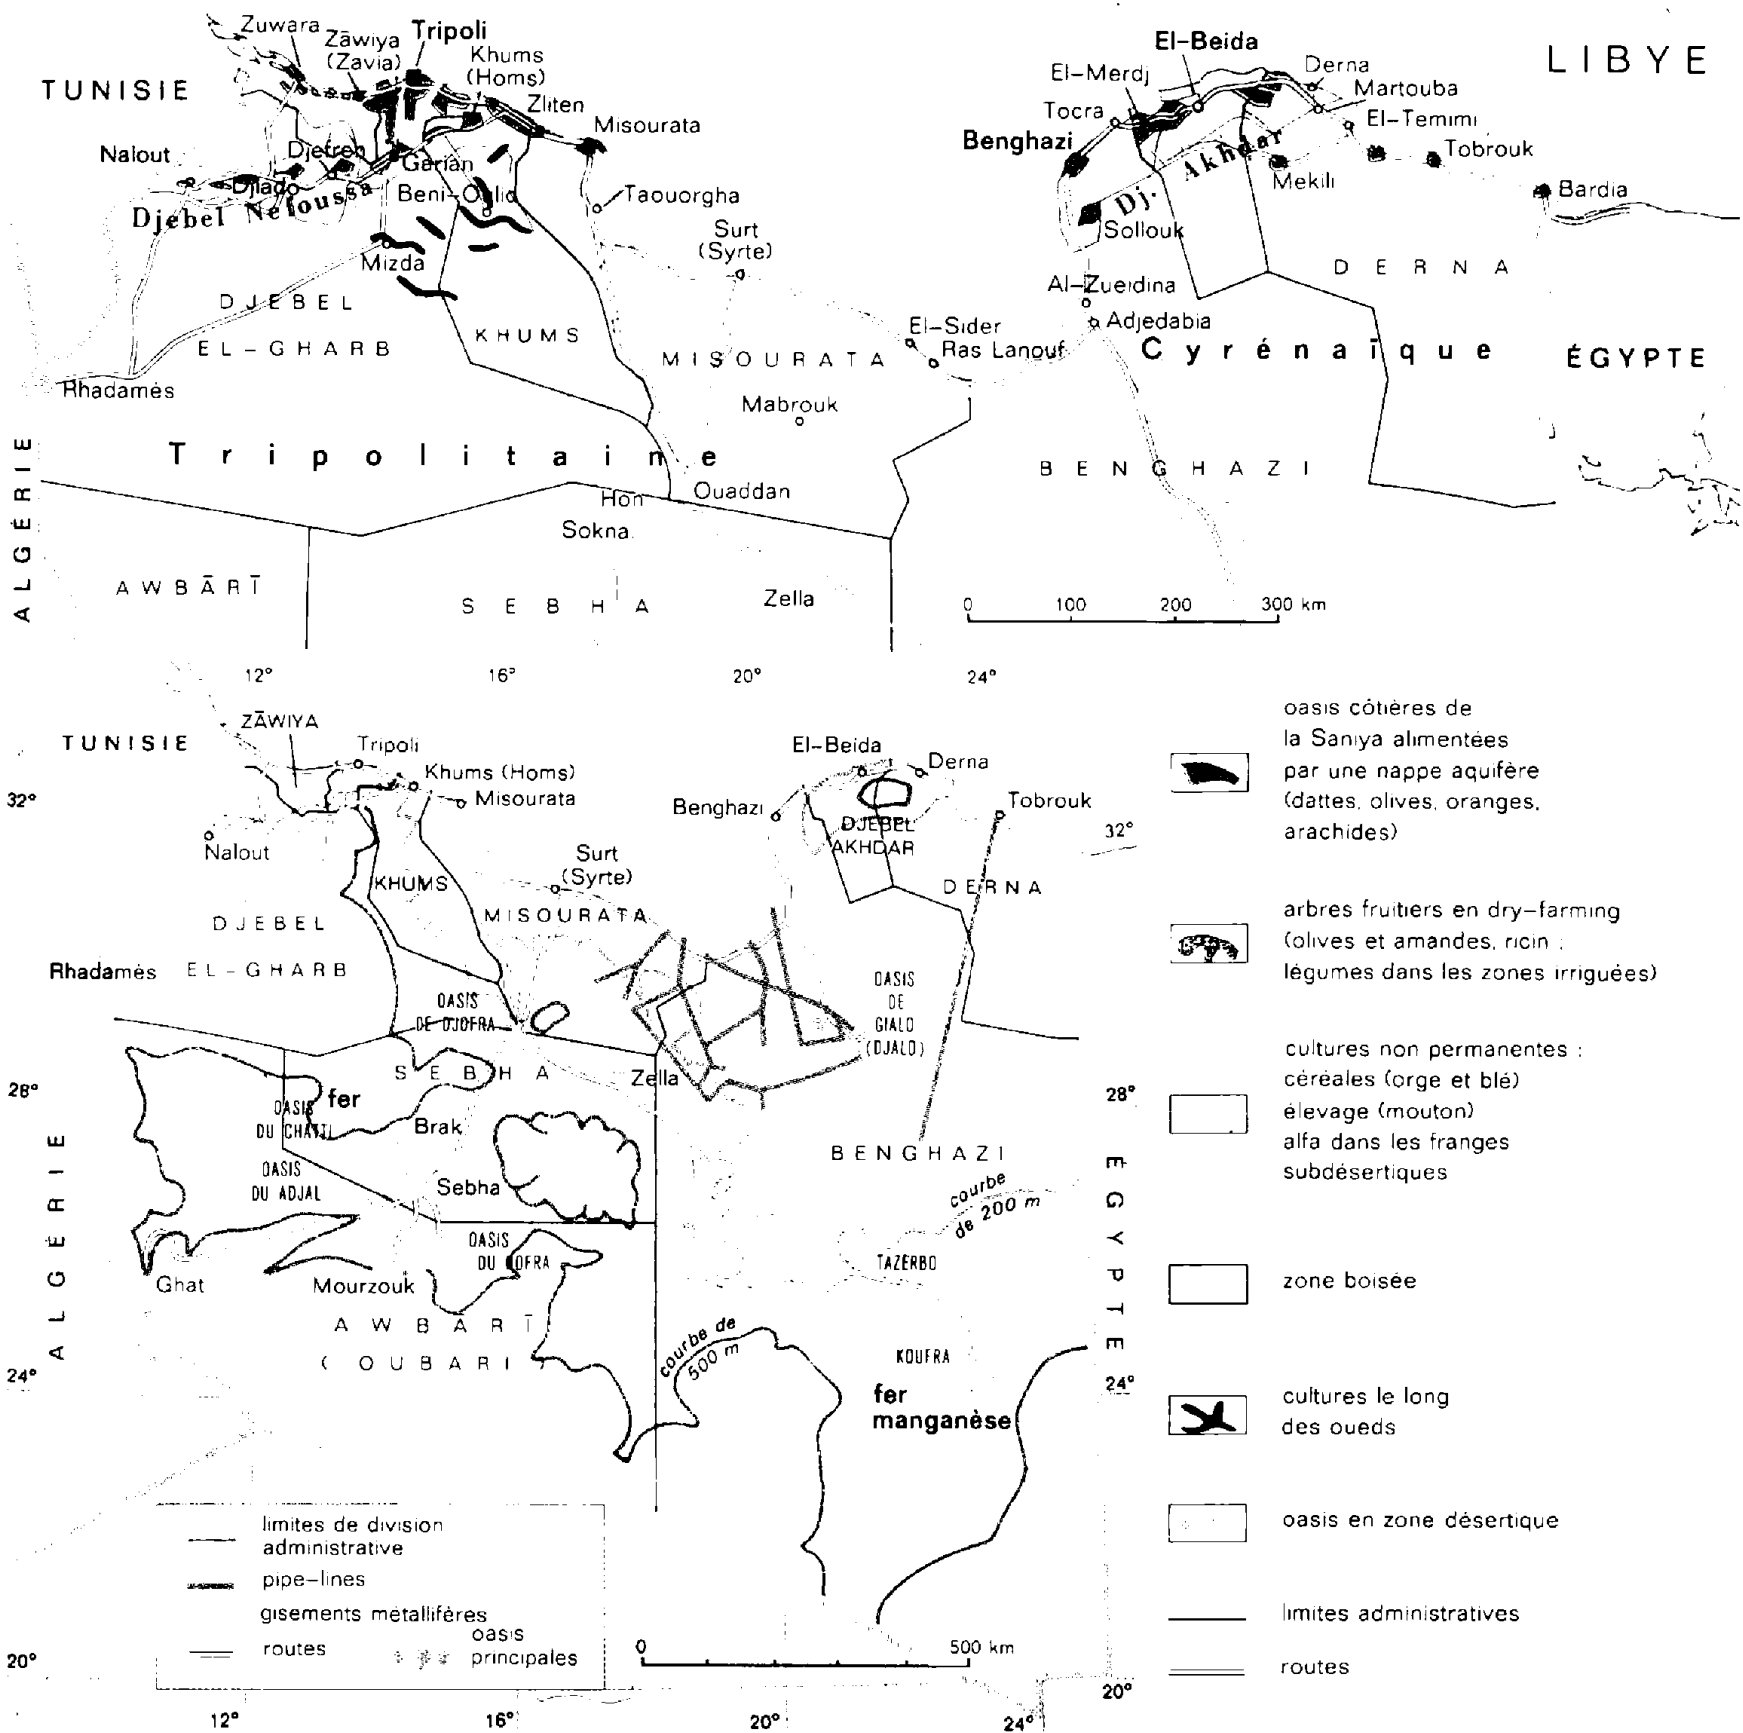 LIBYE
TUNISIE
Zuwara
Zāwiya
(Zavia)
Tripoli
Khums
(Homs)
Zliten
Misourata
Nalout
Djefren
Garian
Djado
Beni-Oulid
Djebel Nefoussa
Taouorgha
Mizda
Surt
(Syrte)
DJEBEL
EL-GHARB
KHUMS
MISOURATA
El-Sider
Ras Lanouf
Rhadamès
Mabrouk
Tripolitaine
Hon
Ouaddan
Sokna
ALGÉRIE
AWBĀRĪ
SEBHA
Zella
El-Beida
El-Merdj
Derna
Martouba
Tocra
El-Temimi
Benghazi
Tobrouk
Dj. Akhdar
Mekili
Bardia
Sollouk
DERNA
Al-Zueidina
Adjedabia
Cyrénaïque
ÉGYPTE
BENGHAZI
0 100 200 300 km
12° 16° 20° 24°
ZĀWIYA
TUNISIE
Tripoli
Khums (Homs)
Misourata
32°
Nalout
El-Beida
Derna
Benghazi
Tobrouk
32°
DJEBEL
AKHDAR
KHUMS
Surt
(Syrte)
DERNA
MISOURATA
DJEBEL
EL-GHARB
Rhadamès
OASIS
DE DJOFRA
OASIS
DE
GIALO
(DJALO)
SEBHA
Zella
28°
28°
fer
OASIS
DU CHATTI
Brak
OASIS
DU ADJAL
Sebha
BENGHAZI
courbe
de 200 m
ALGÉRIE
ÉGYPTE
OASIS
DU HOFRA
TAZERBO
Ghat
Mourzouk
AWBĀRĪ
(OUBARI)
courbe de
500 m
KOUFRA
24°
24°
fer
manganèse
limites de division
administrative
pipe-lines
gisements métallifères
routes
oasis
principales
0 500 km
20°
20°
12° 16° 20° 24°
oasis côtières de
la Saniya alimentées
par une nappe aquifère
(dattes, olives, oranges,
arachides)
arbres fruitiers en dry-farming
(olives et amandes, ricin ;
légumes dans les zones irriguées)
cultures non permanentes :
céréales (orge et blé)
élevage (mouton)
alfa dans les franges
subdésertiques
zone boisée
cultures le long
des oueds
oasis en zone désertique
limites administratives
routes